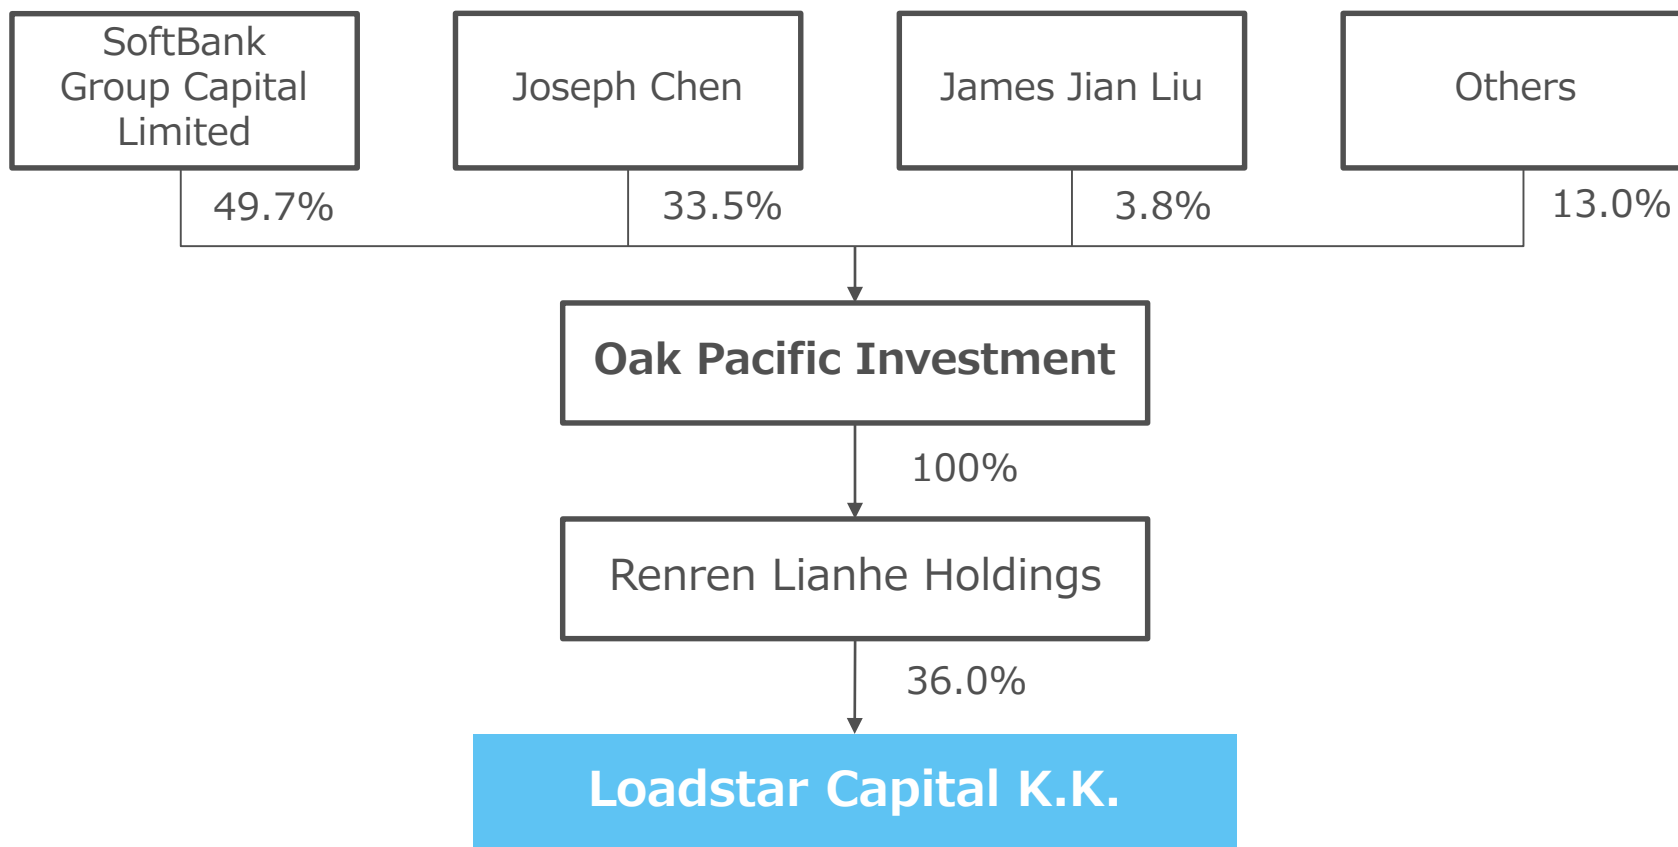 SoftBank
Group Capital
Limited
Joseph Chen
James Jian Liu
Others
49.7%
33.5%
3.8%
13.0%
Oak Pacific Investment
100%
Renren Lianhe Holdings
36.0%
Loadstar Capital K.K.